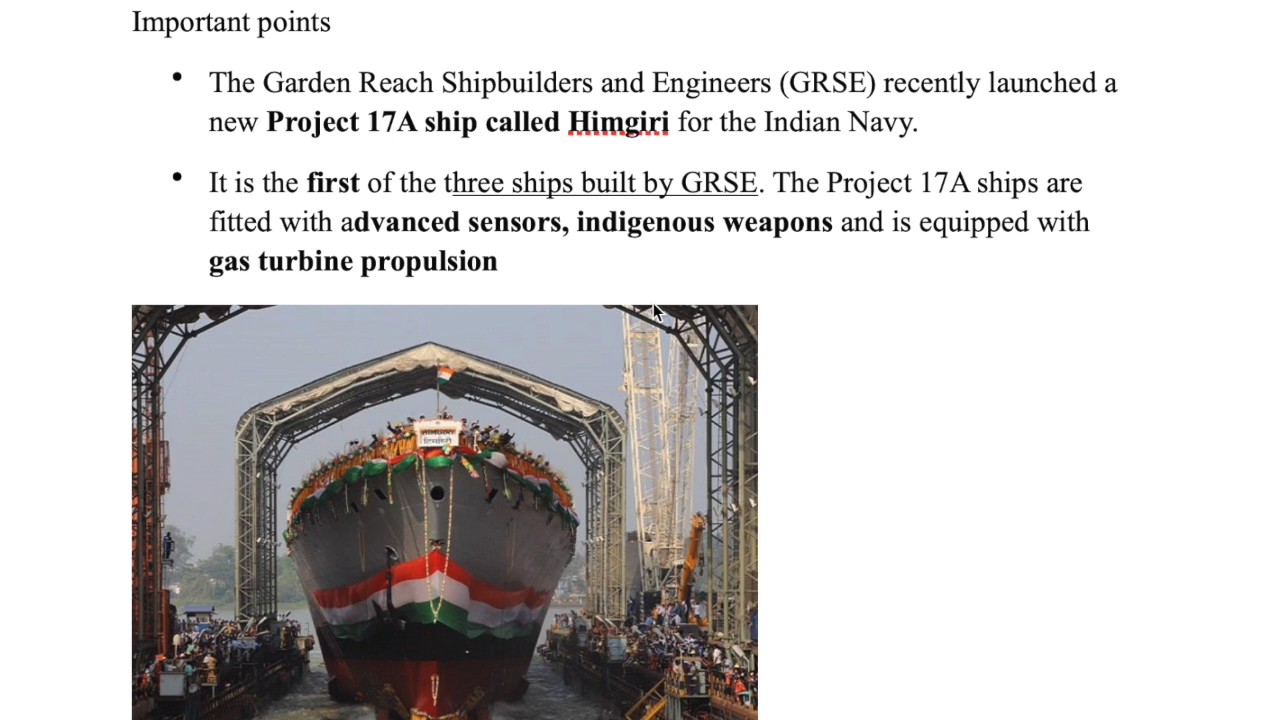 Important points
• The Garden Reach Shipbuilders and Engineers (GRSE) recently launched a
new Project 17A ship called Himgiri for the Indian Navy.
• It is the first of the three ships built by GRSE. The Project 17A ships are
fitted with advanced sensors, indigenous weapons and is equipped with
gas turbine propulsion
हिमगिरी